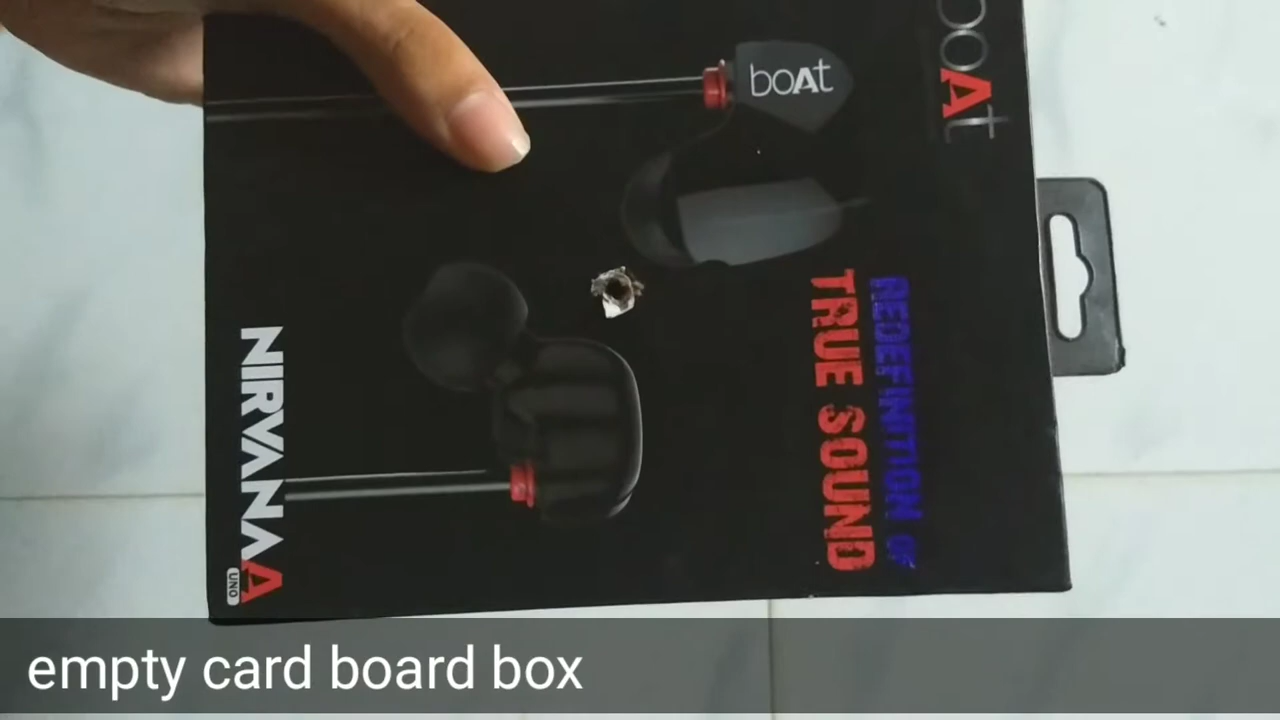 boAt
boAt
REDEFINITION OF
TRUE SOUND
NIRVANAA
UNO
empty card board box